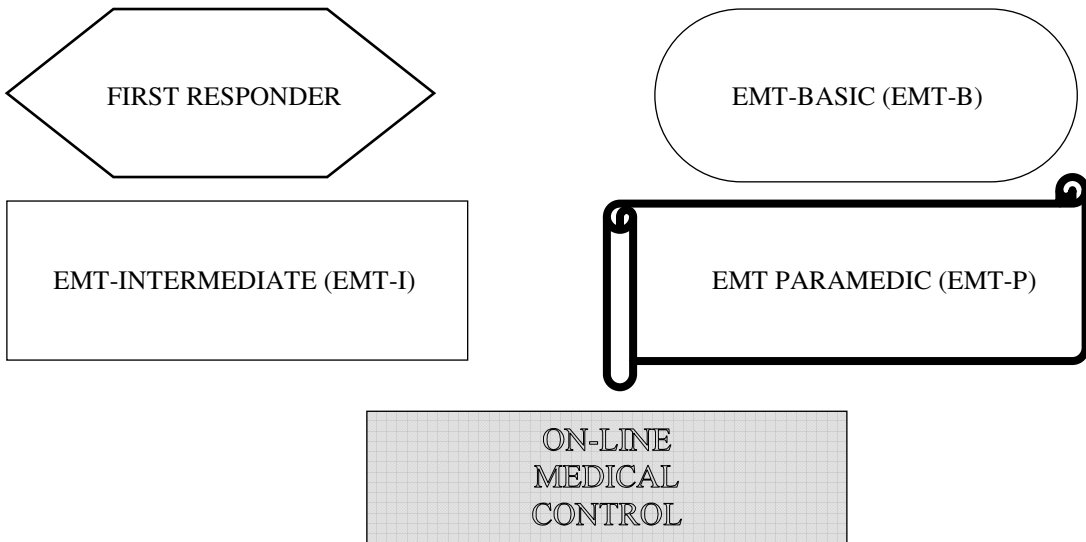 FIRST RESPONDER
EMT-BASIC (EMT-B)
EMT-INTERMEDIATE (EMT-I)
EMT PARAMEDIC (EMT-P)
ON-LINE
MEDICAL
CONTROL